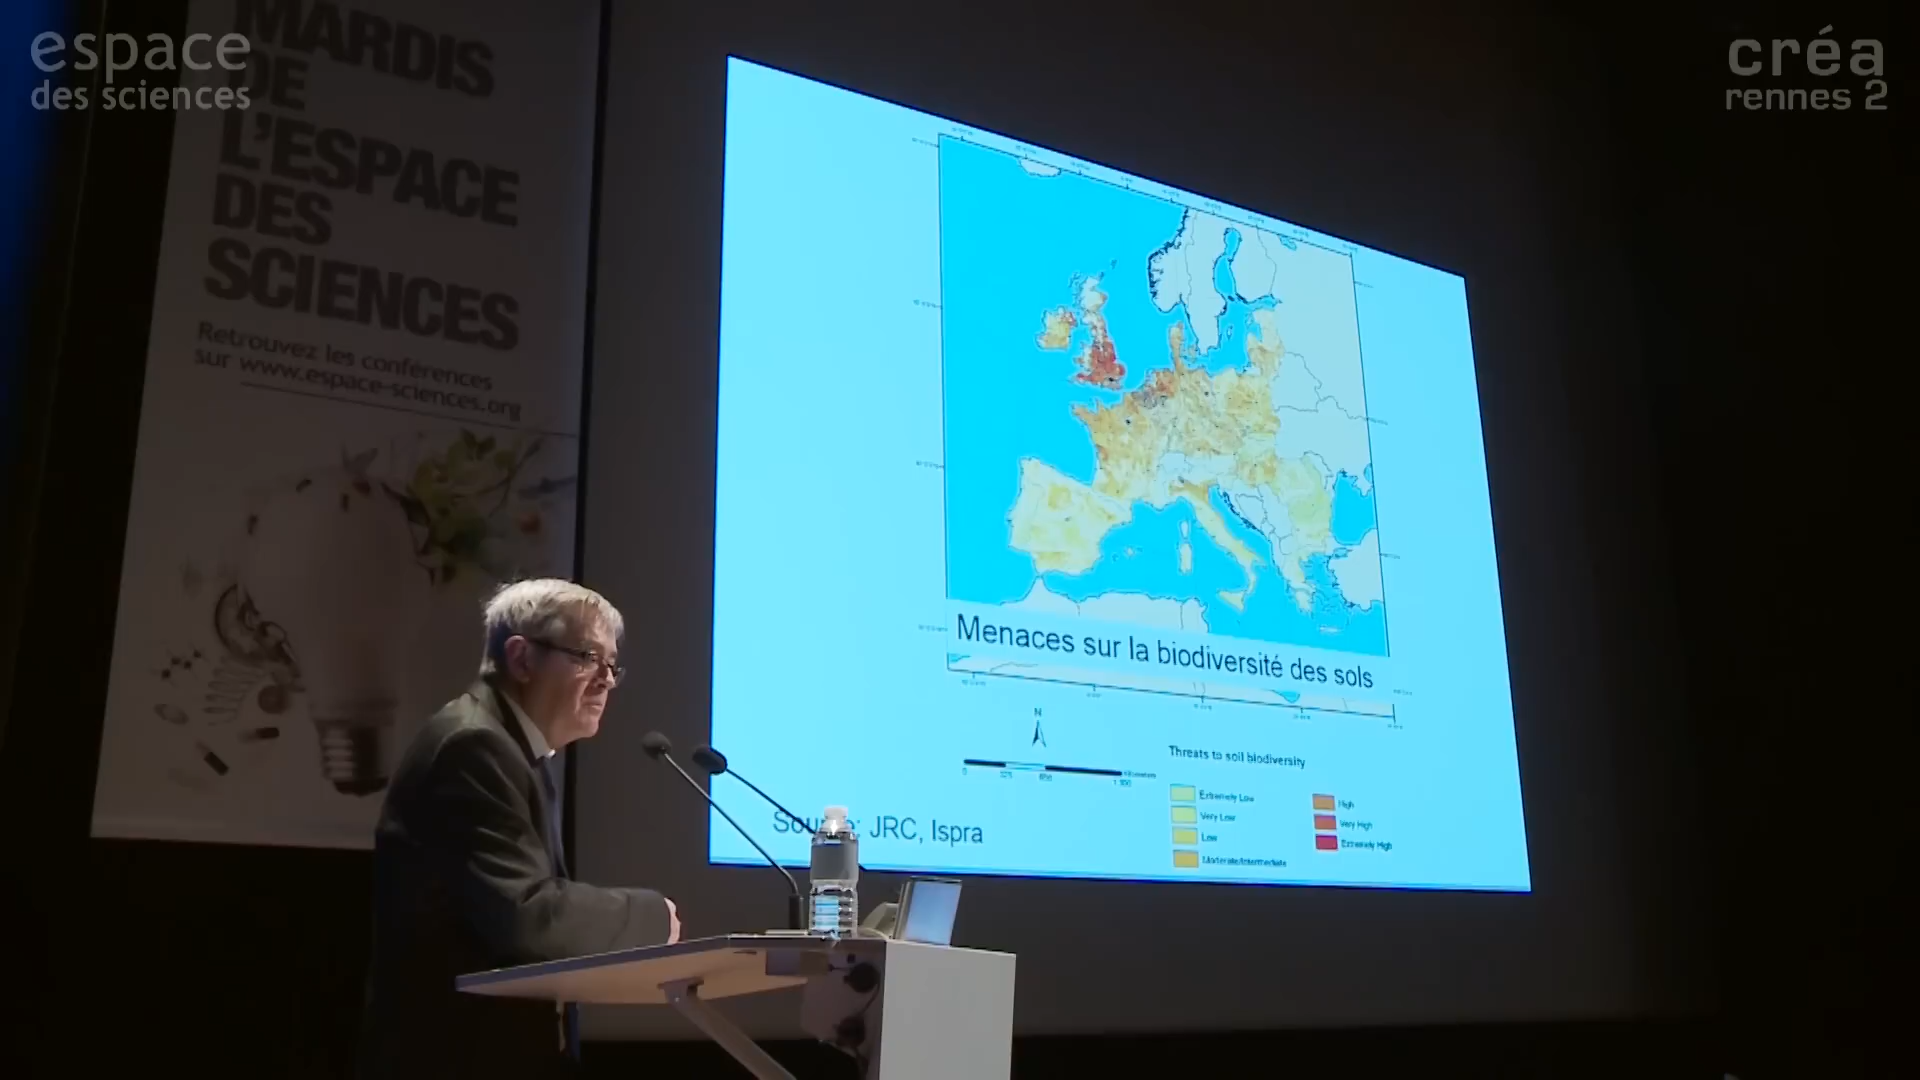 espace
des sciences
créa
rennes 2
MARDIS
DE
L'ESPACE
DES
SCIENCES
Retrouvez les conférences
sur www.espace-sciences.org
Menaces sur la biodiversité des sols
N
0
Threats to soil biodiversity
Extremely Low
Very Low
Low
Moderate/Intermediate
High
Very High
Extremely High
JRC, Ispra